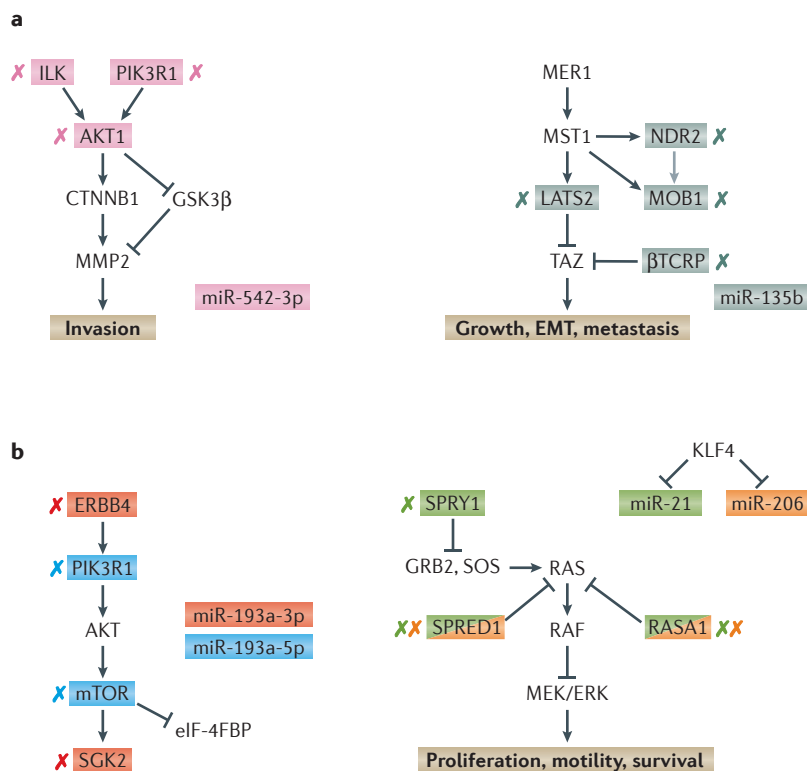 a
ILK PIK3R1
AKT1
CTNNB1 GSK3β
MMP2
miR-542-3p
Invasion
MER1
MST1 NDR2
LATS2 MOB1
TAZ βTCRP
miR-135b
Growth, EMT, metastasis
b
ERBB4
PIK3R1
AKT
mTOR
eIF-4FBP
SGK2
miR-193a-3p
miR-193a-5p
KLF4
miR-21 miR-206
SPRY1
GRB2, SOS RAS
SPRED1 RAF RASA1
MEK/ERK
Proliferation, motility, survival